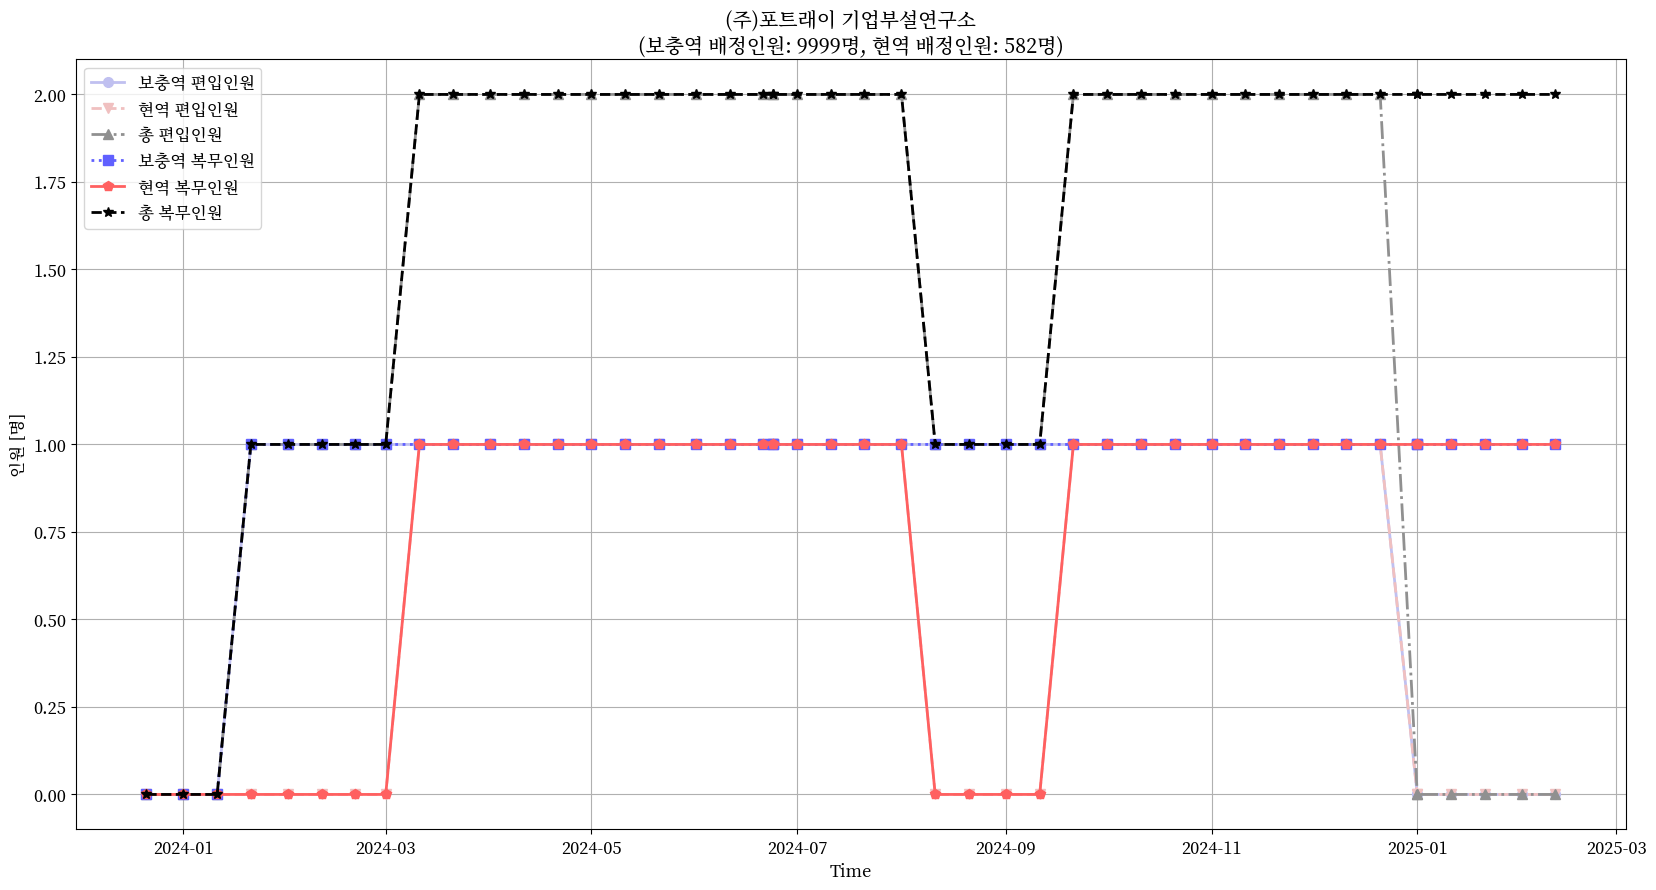 (주)포트래이 기업부설연구소
(보충역 배정인원: 9999명, 현역 배정인원: 582명)
보충역 편입인원
현역 편입인원
총 편입인원
보충역 복무인원
현역 복무인원
총 복무인원
인원 [명]
2.00
1.75
1.50
1.25
1.00
0.75
0.50
0.25
0.00
2024-01
2024-03
2024-05
2024-07
2024-09
2024-11
2025-01
2025-03
Time